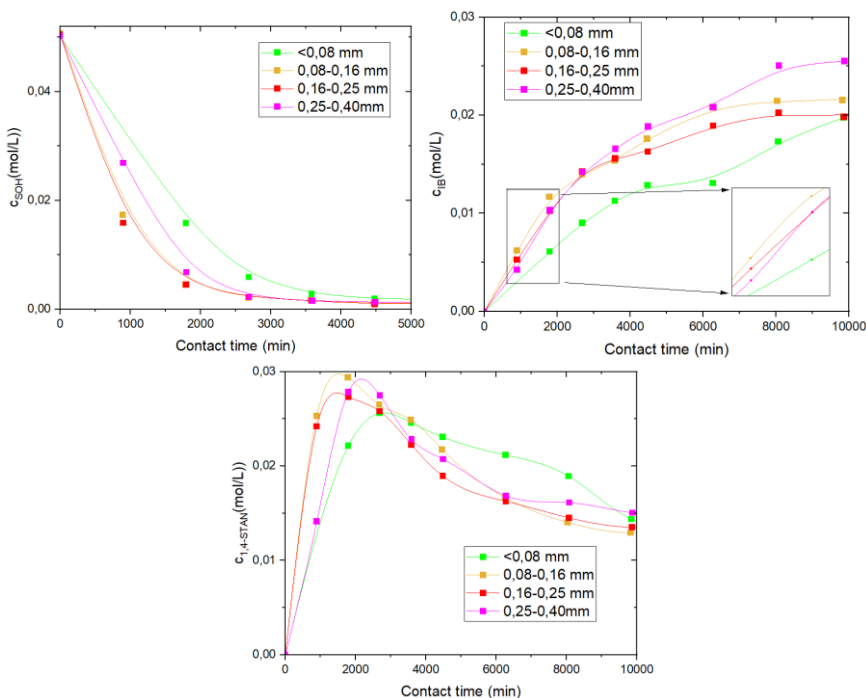 c_SOH(mol/L))
0,04
0,02
0,00
0
1000
2000
3000
4000
5000
Contact time (min)
<0,08 mm
0,08-0,16 mm
0,16-0,25 mm
0,25-0,40mm
c_IB(mol/L)
0,03
0,02
0,01
0,00
0
2000
4000
6000
8000
10000
Contact time (min)
<0,08 mm
0,08-0,16 mm
0,16-0,25 mm
0,25-0,40mm
c_1,4-STAN(mol/L))
0,03
0,02
0,01
0,00
0
2000
4000
6000
8000
10000
Contact time (min)
<0,08 mm
0,08-0,16 mm
0,16-0,25 mm
0,25-0,40mm